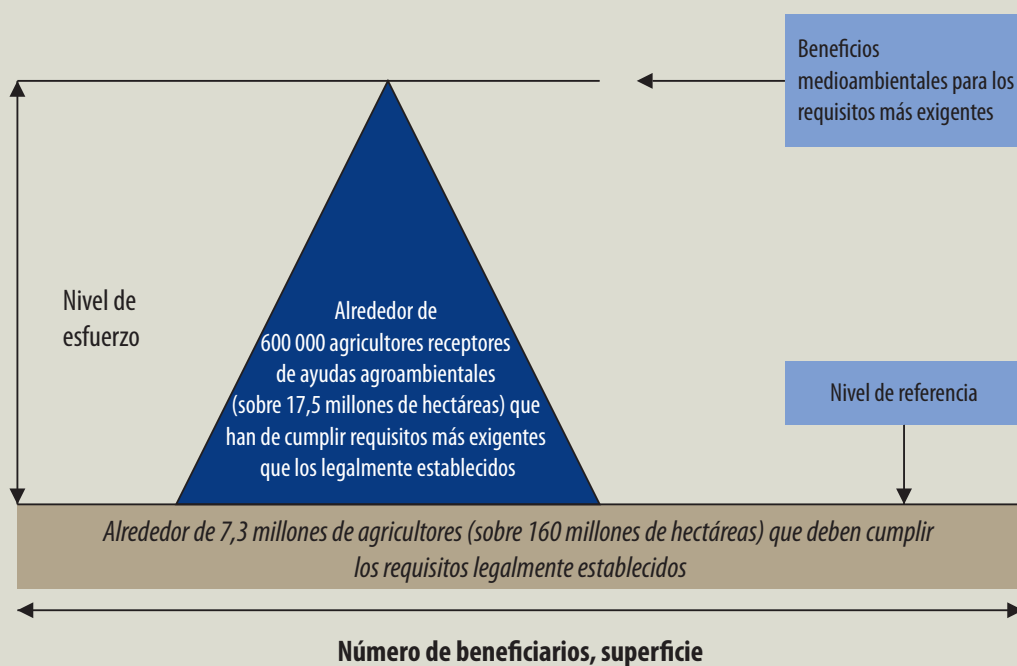 Beneficios
medioambientales para los
requisitos más exigentes
Nivel de
esfuerzo
Alrededor de
600 000 agricultores receptores
de ayudas agroambientales
(sobre 17,5 millones de hectáreas) que
han de cumplir requisitos más exigentes
que los legalmente establecidos
Nivel de referencia
Alrededor de 7,3 millones de agricultores (sobre 160 millones de hectáreas) que deben cumplir
los requisitos legalmente establecidos
Número de beneficiarios, superficie